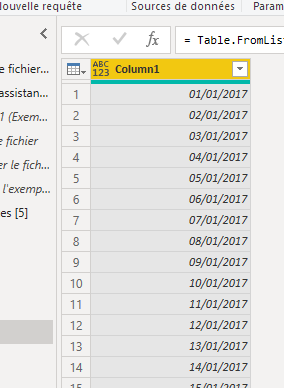 nouvelle requête Sources de données Param
fx = Table.FromLis
ABC 123 Column1
e fichier...
1 01/01/2017
assistan...
2 02/01/2017
1 (Exem...
3 03/01/2017
e fichier
4 04/01/2017
er le fich...
5 05/01/2017
e l'exemp...
6 06/01/2017
es [5]
7 07/01/2017
8 08/01/2017
9 09/01/2017
10 10/01/2017
11 11/01/2017
12 12/01/2017
13 13/01/2017
14 14/01/2017
15/01/2017